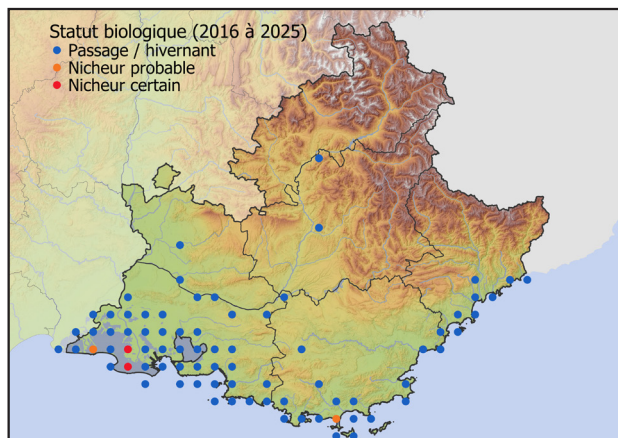 Statut biologique (2016 à 2025)
Passage / hivernant
Nicheur probable
Nicheur certain